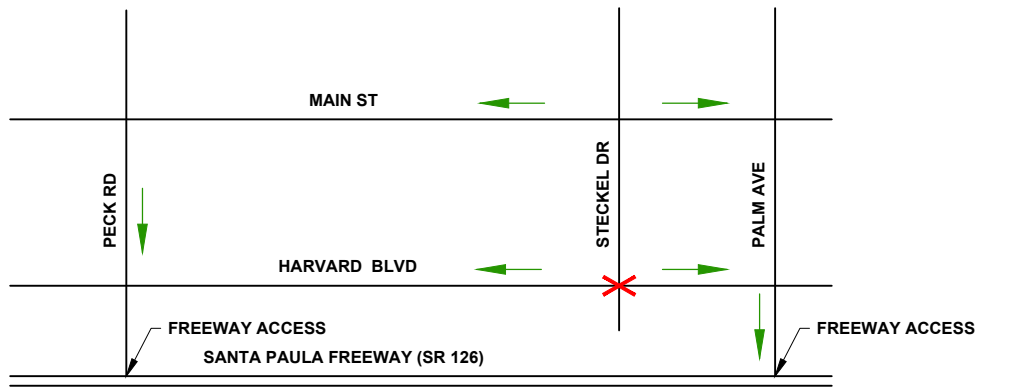 MAIN ST
PECK RD
STECKEL DR
PALM AVE
HARVARD BLVD
FREEWAY ACCESS
FREEWAY ACCESS
SANTA PAULA FREEWAY (SR 126)